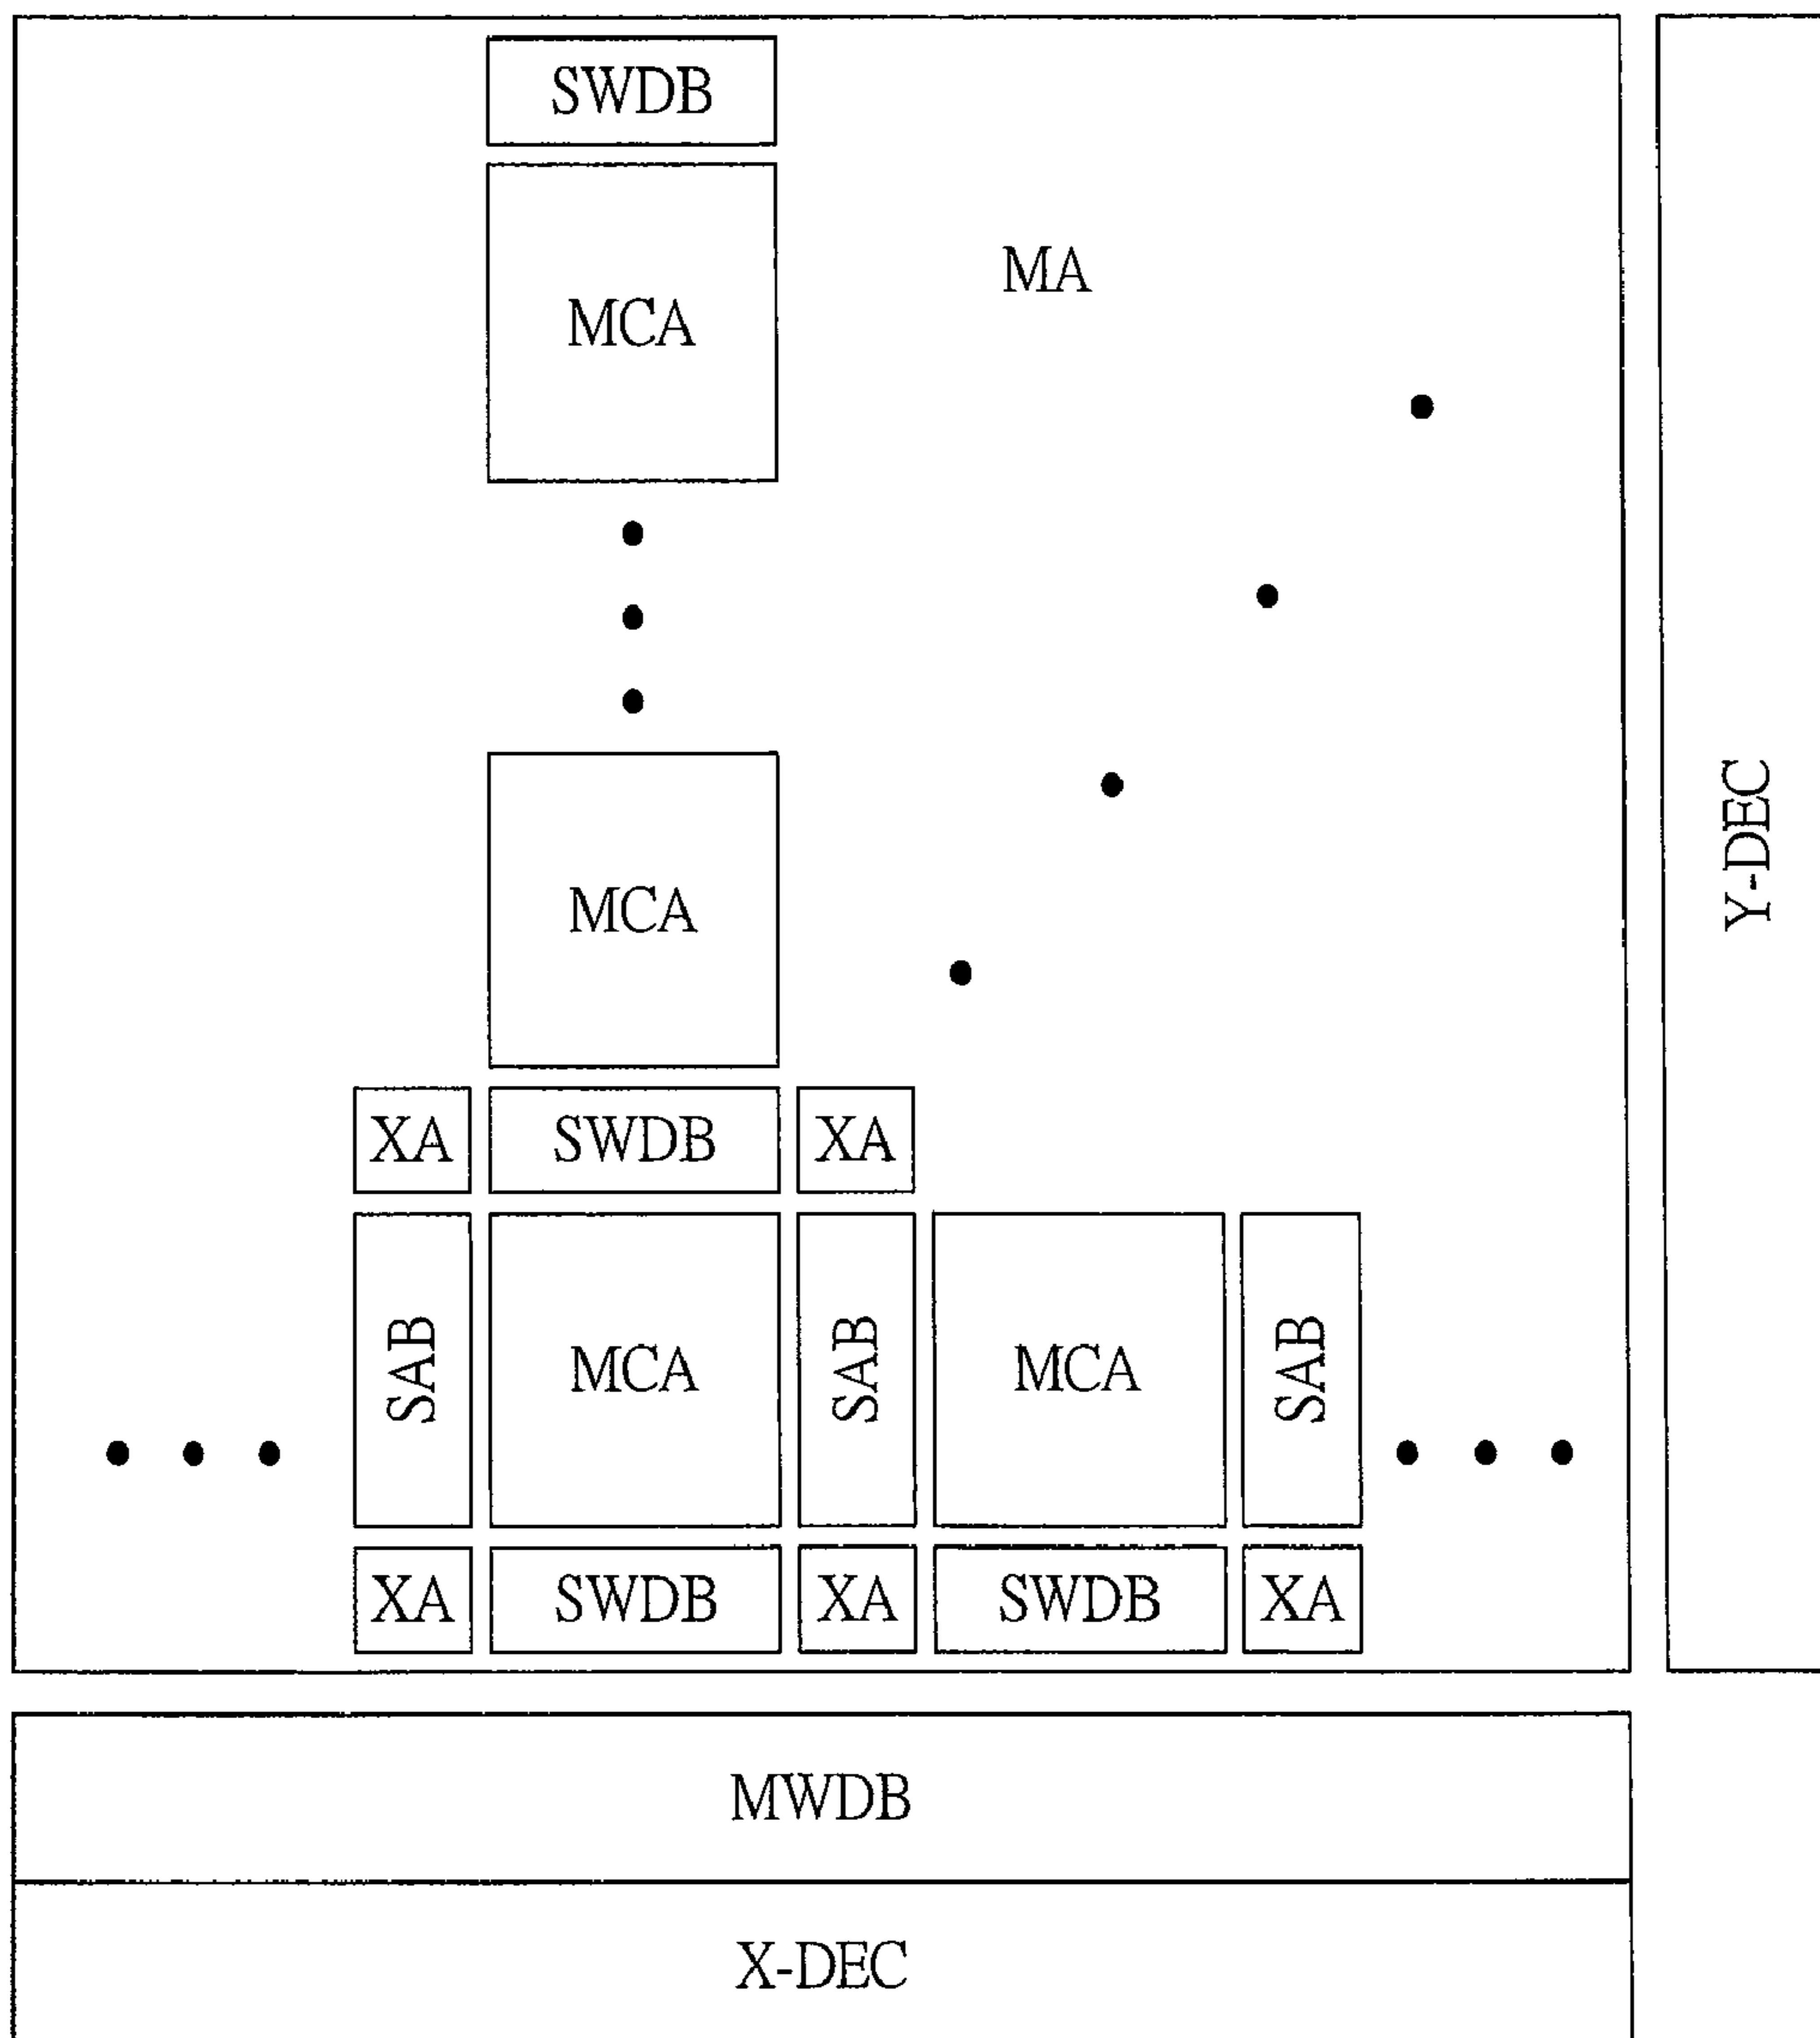 SWDB
MCA
MA
MCA
Y-DEC
XA SWDB XA
SAB MCA SAB MCA SAB
XA SWDB XA SWDB XA
MWDB
X-DEC